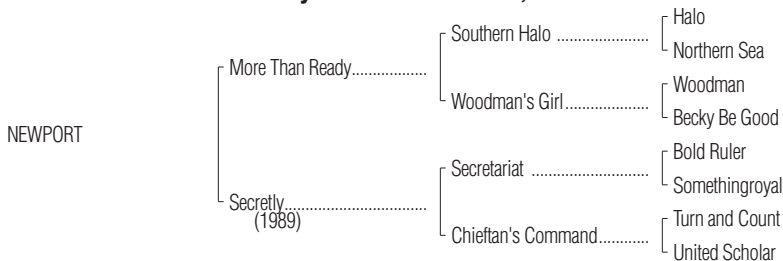 NEWPORT
More Than Ready..................
Secretly..................................
(1989)
Southern Halo ......................
Woodman's Girl....................
Secretariat ............................
Chieftan's Command............
Halo
Northern Sea
Woodman
Becky Be Good
Bold Ruler
Somethingroyal
Turn and Count
United Scholar